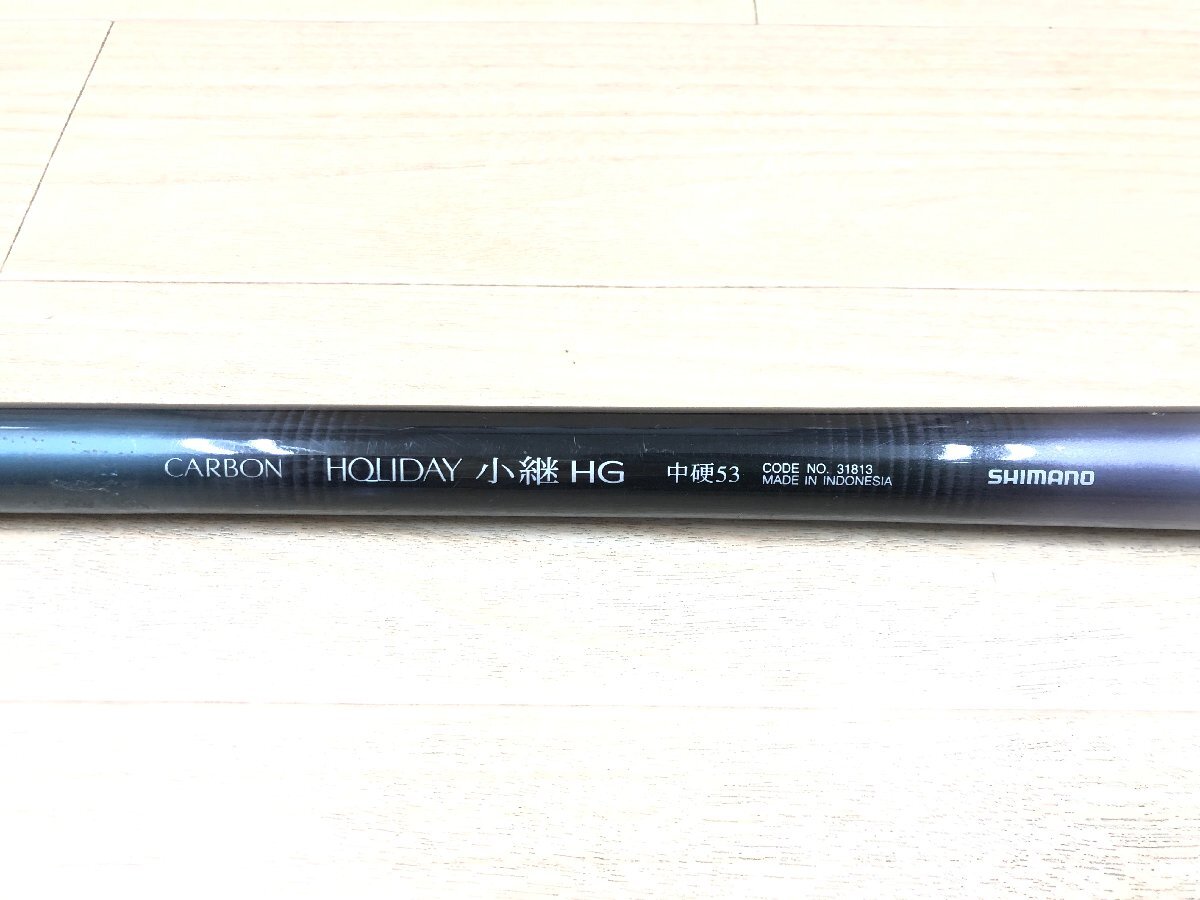 CARBON HOLIDAY 小継 HG 中硬53
CODE NO. 31813
MADE IN INDONESIA
SHIMANO